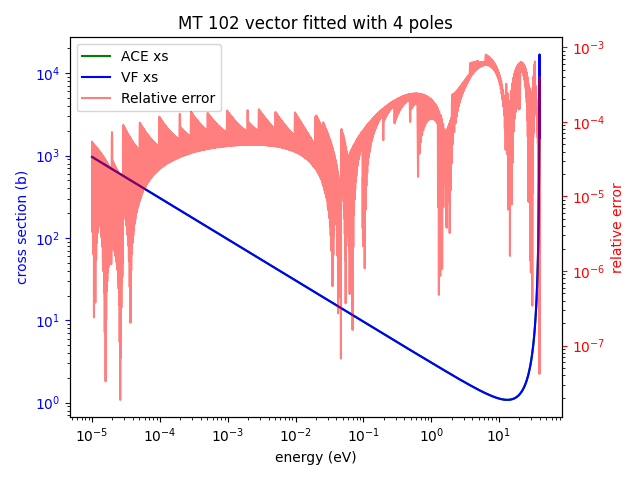 MT 102 vector fitted with 4 poles
ACE xs
VF xs
Relative error
cross section (b)
10⁴
10³
10²
10¹
10⁰
10⁻³
10⁻⁴
10⁻⁵
10⁻⁶
10⁻⁷
relative error
10⁻⁵ 10⁻⁴ 10⁻³ 10⁻² 10⁻¹ 10⁰ 10¹
energy (eV)